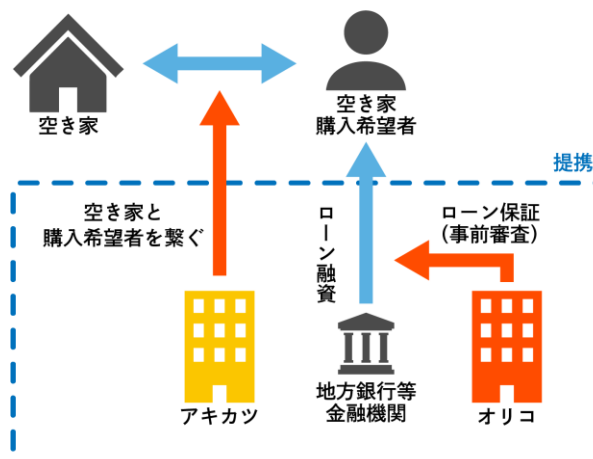 空き家
空き家
購入希望者
提携
空き家と
購入希望者を繋ぐ
ローン融資
ローン保証
(事前審査)
アキカツ
地方銀行等
金融機関
オリコ